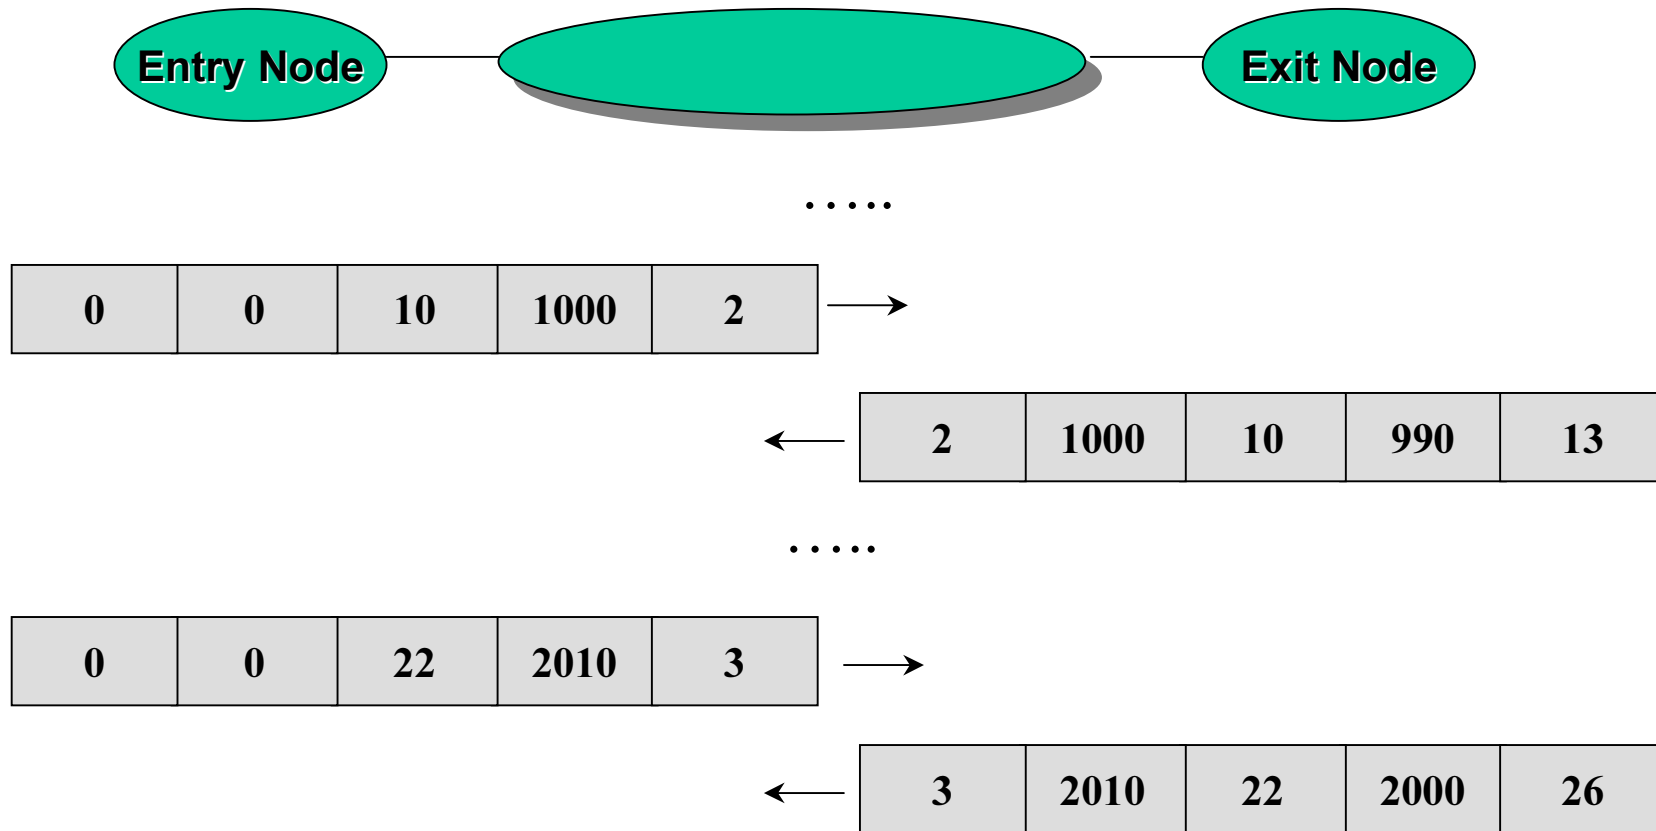 Entry Node Exit Node
.....
0 0 10 1000 2
2 1000 10 990 13
.....
0 0 22 2010 3
3 2010 22 2000 26